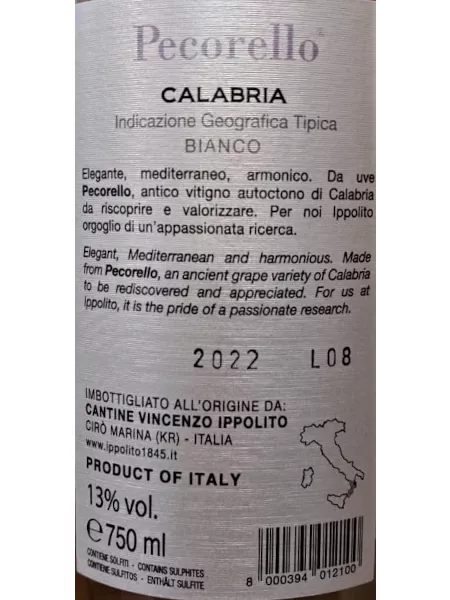 Pecorello®
CALABRIA
Indicazione Geografica Tipica
BIANCO
Elegante, mediterraneo, armonico. Da uve
Pecorello, antico vitigno autoctono di Calabria
da riscoprire e valorizzare. Per noi Ippolito
orgoglio di un'appassionata ricerca.
Elegant, Mediterranean and harmonious. Made
from Pecorello, an ancient grape variety of Calabria
to be rediscovered and appreciated. For us at
Ippolito, it is the pride of a passionate research.
2022 L08
IMBOTTIGLIATO ALL'ORIGINE DA:
CANTINE VINCENZO IPPOLITO
CIRÒ MARINA (KR) - ITALIA
www.ippolito1845.it
PRODUCT OF ITALY
13% vol.
℮750 ml
CONTIENE SOLFITI - CONTAINS SULPHITES
CONTIENE SULFITOS - ENTHÄLT SULFITE
8 000394 012100